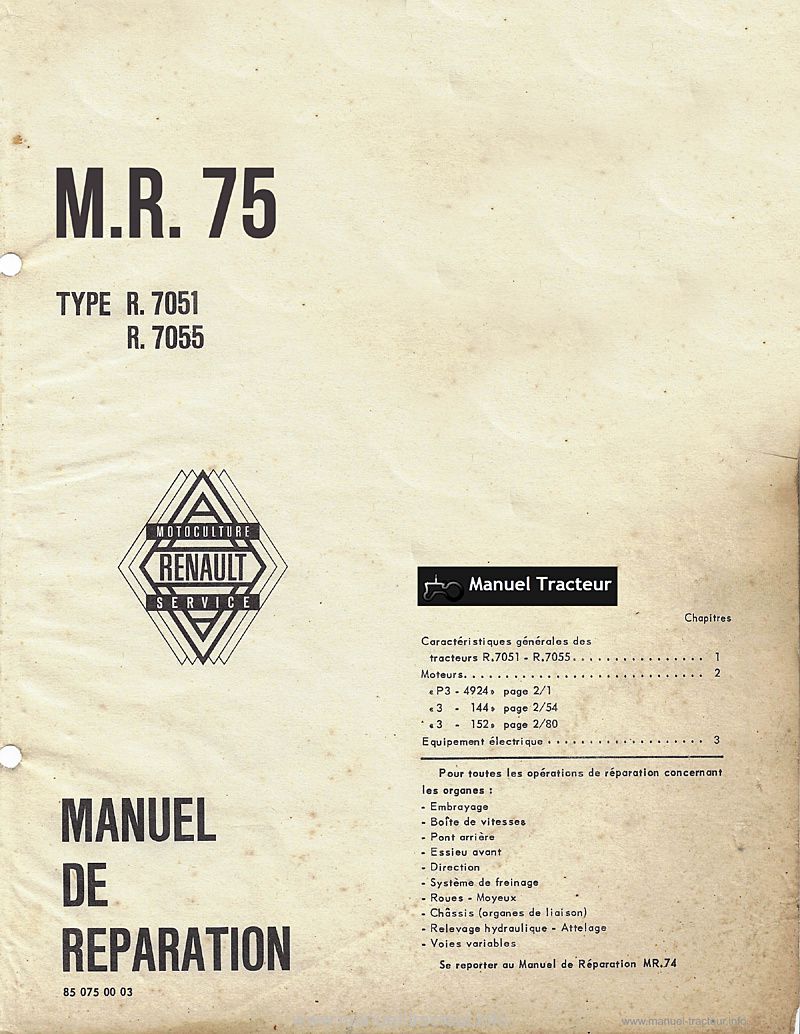 M.R. 75
TYPE R. 7051
R. 7055
MOTOCULTURE
RENAULT
SERVICE
Manuel Tracteur
Chapitres
Caractéristiques générales des
tracteurs R.7051 - R.7055................ 1
Moteurs............................. 2
«P3 - 4924» page 2/1
«3 - 144» page 2/54
«3 - 152» page 2/80
Equipement électrique................... 3
Pour toutes les opérations de réparation concernant
les organes :
- Embrayage
- Boîte de vitesses
- Pont arrière
- Essieu avant
- Direction
- Système de freinage
- Roues - Moyeux
- Châssis (organes de liaison)
- Relevage hydraulique - Attelage
- Voies variables
Se reporter au Manuel de Réparation MR.74
MANUEL
DE
REPARATION
85 075 00 03
www.manuel-tracteur.info